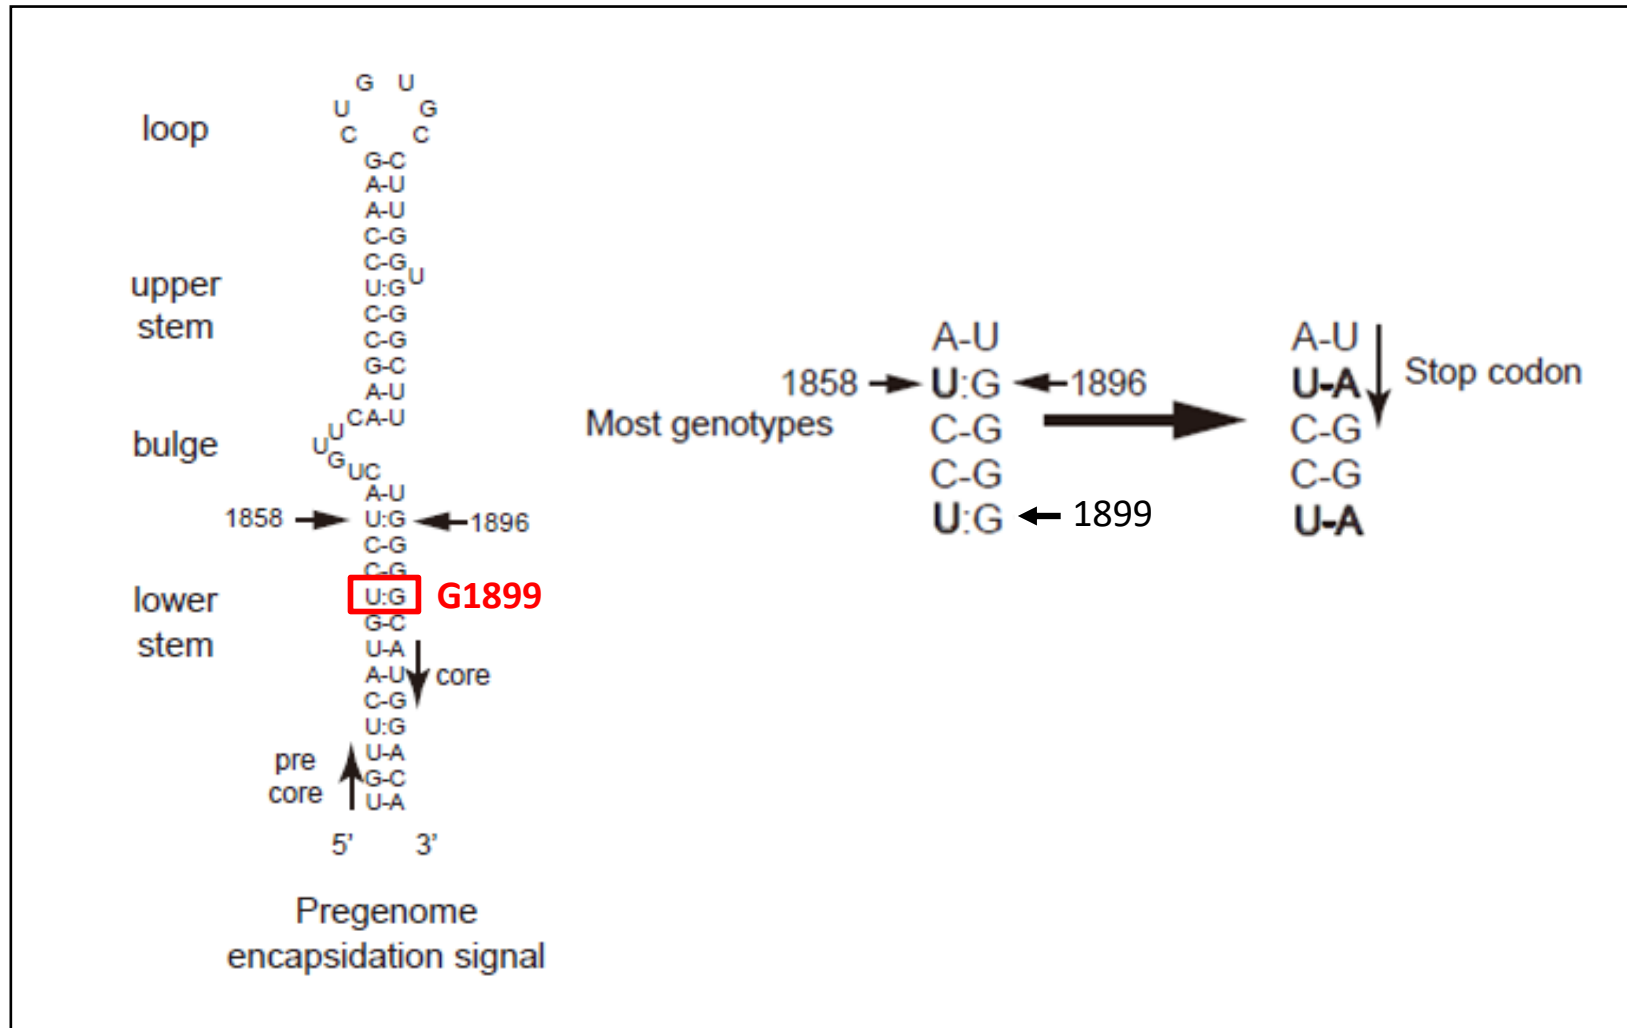 G U
U G
loop
C C
G-C
A-U
A-U
C-G
C-G
U
upper
U:G
stem
C-G
C-G
G-C
A-U
CA-U
U
bulge
U
G
UC
A-U
1858 U:G 1896
C-G
C-G
lower
U:G G1899
stem
G-C
U-A
A-U core
C-G
U:G
pre
U-A
core
G-C
U-A
5' 3'
Pregenome
encapsidation signal
Most genotypes
A-U
1858 U:G 1896
C-G
C-G
U:G 1899
A-U
Stop codon
U-A
C-G
C-G
U-A